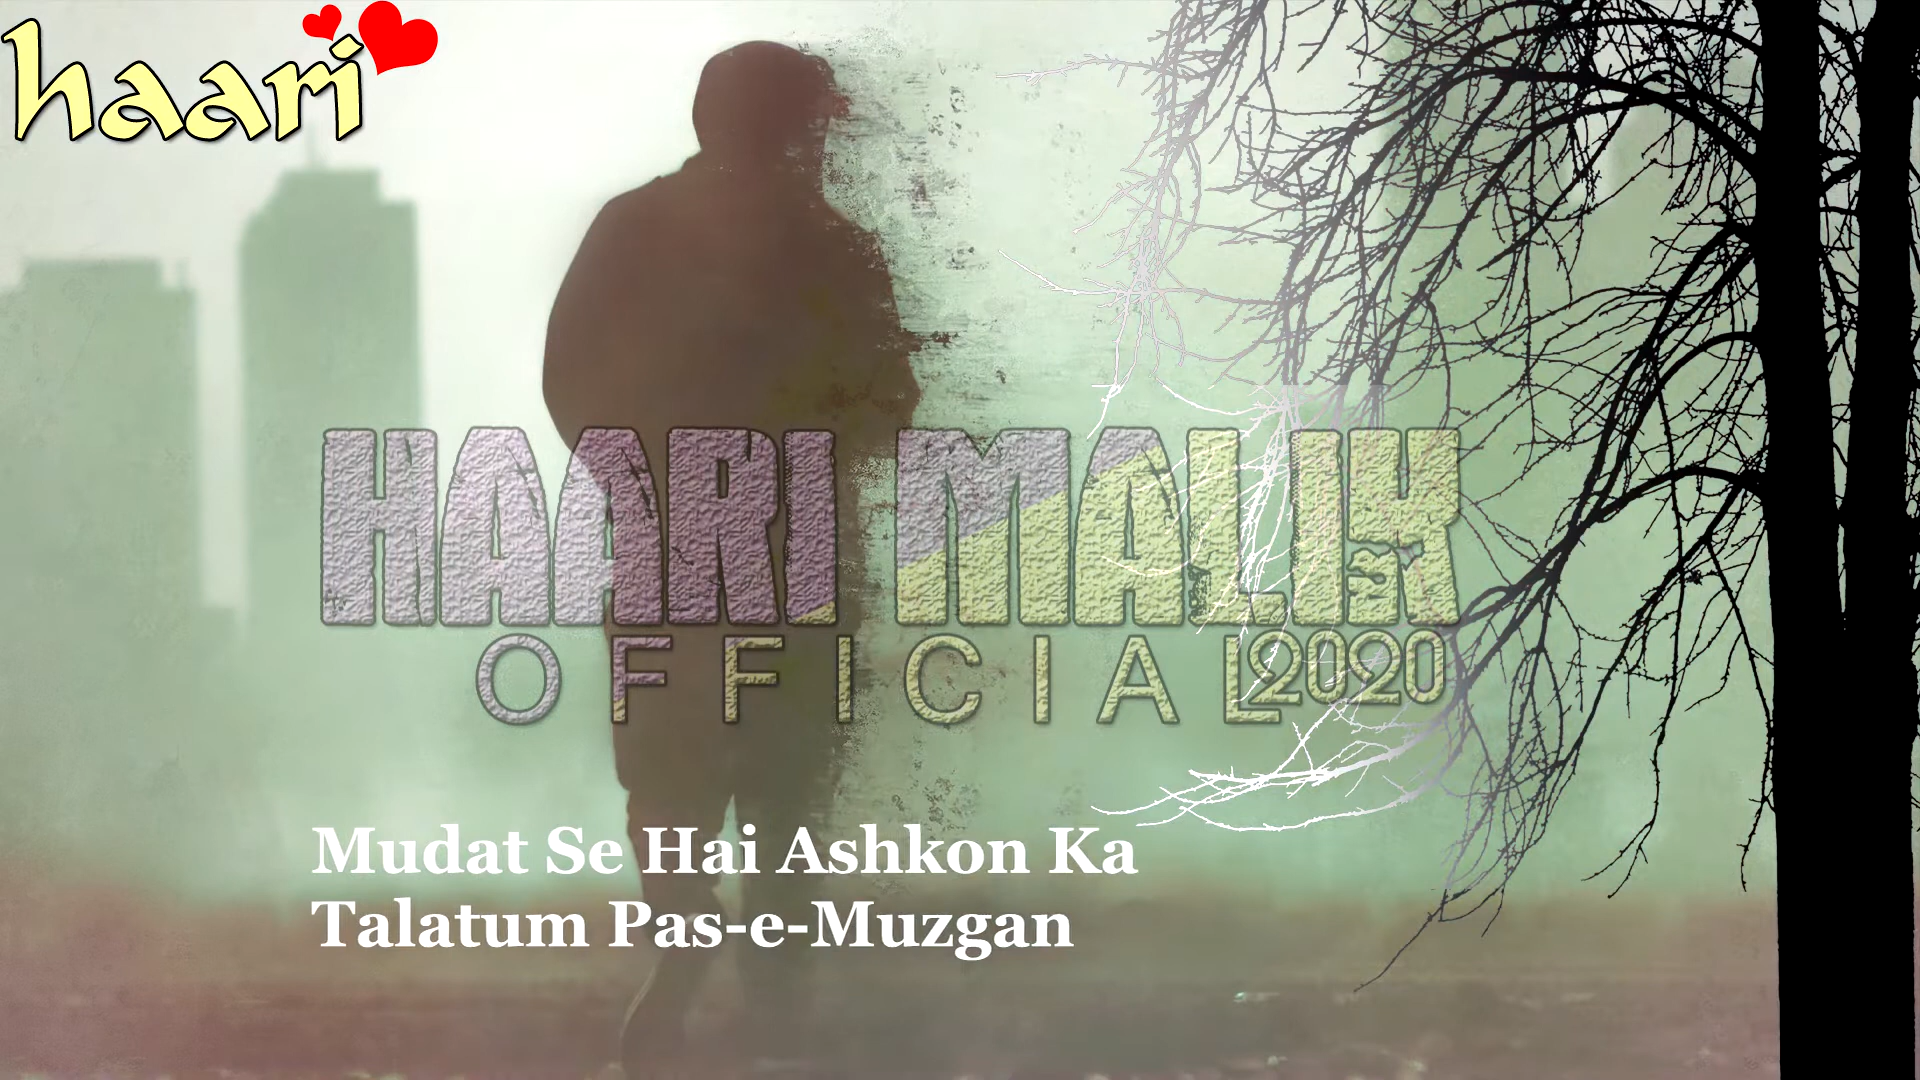 haari
HAARI MALIK
OFFICIAL 2020
Mudat Se Hai Ashkon Ka
Talatum Pas-e-Muzgan